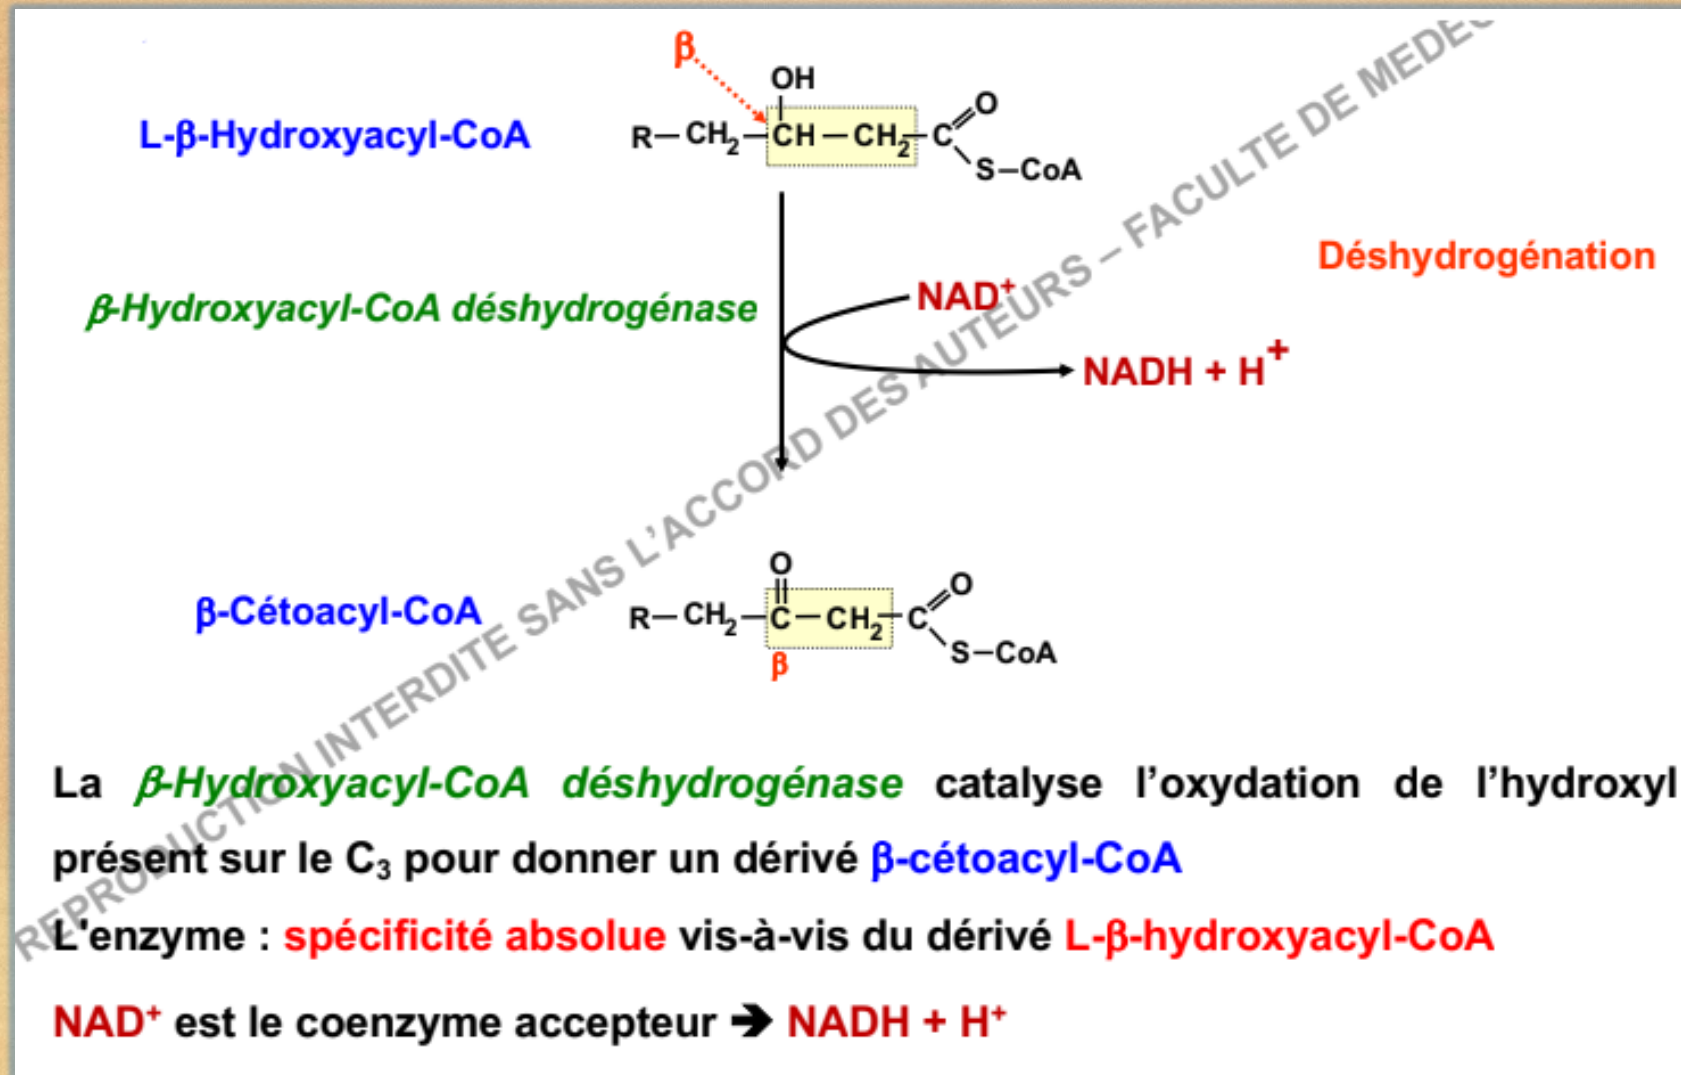 β
OH
L-β-Hydroxyacyl-CoA
R—CH₂—CH—CH₂—C
O
S—CoA
Déshydrogénation
NAD⁺
β-Hydroxyacyl-CoA déshydrogénase
NADH + H⁺
O
β-Cétoacyl-CoA
R—CH₂—C—CH₂—C
O
S—CoA
β
La β-Hydroxyacyl-CoA déshydrogénase catalyse l'oxydation de l'hydroxyl
présent sur le C₃ pour donner un dérivé β-cétoacyl-CoA
L'enzyme : spécificité absolue vis-à-vis du dérivé L-β-hydroxyacyl-CoA
NAD⁺ est le coenzyme accepteur ➔ NADH + H⁺
REPRODUCTION INTERDITE SANS L'ACCORD DES AUTEURS – FACULTE DE MEDEC